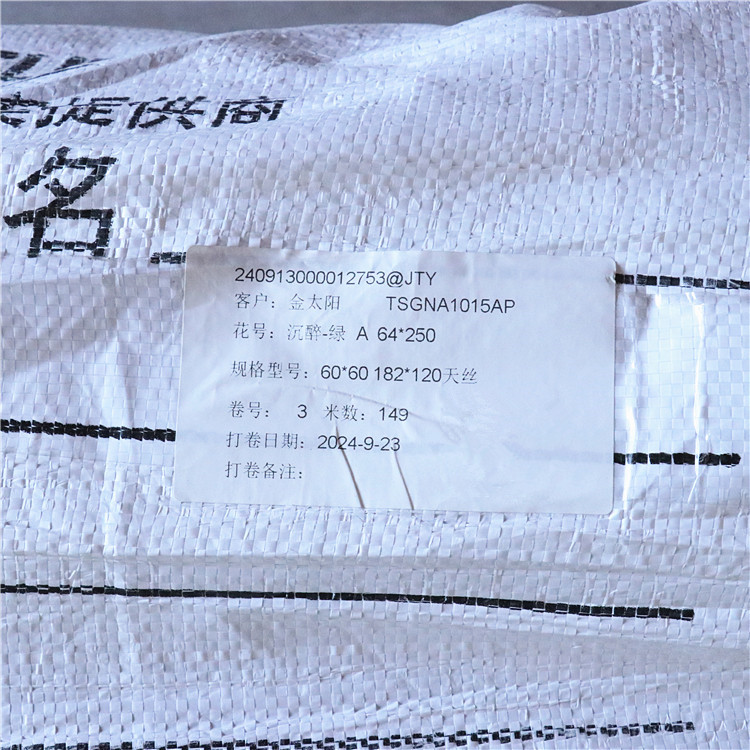 提供商
名
240913000012753@JTY
客户：金太阳 TSGNA1015AP
花号：沉醉-绿 A 64*250
规格型号：60*60 182*120天丝
卷号： 3 米数：149
打卷日期：2024-9-23
打卷备注：